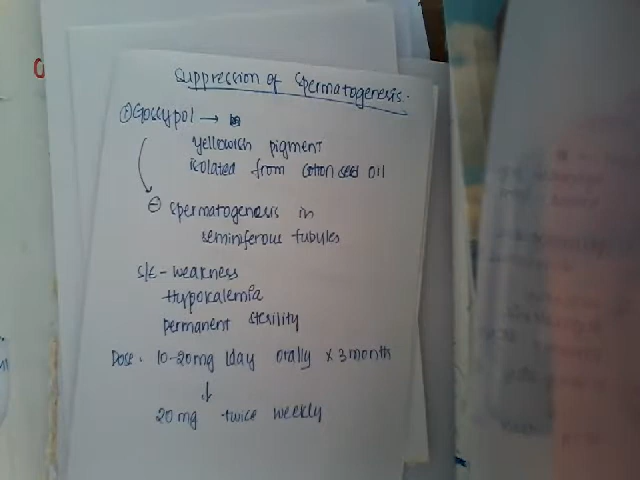 Suppression of Spermatogenesis.
① Gossypol →
yellowish pigment
isolated from cotton seed oil
⊖ spermatogenesis in
seminiferous tubules
S/E - weakness
Hypokalemia
permanent sterility
Dose. 10-20mg /day orally x 3 months
↓
20 mg twice weekly